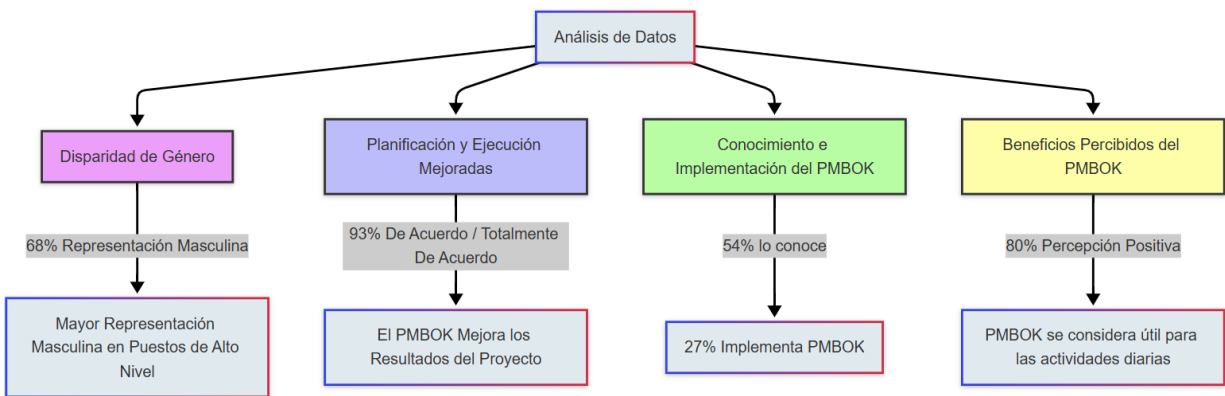 Análisis de Datos
Disparidad de Género
Planificación y Ejecución
Mejoradas
Conocimiento e
Implementación del PMBOK
Beneficios Percibidos del
PMBOK
68% Representación Masculina
93% De Acuerdo / Totalmente
De Acuerdo
54% lo conoce
80% Percepción Positiva
Mayor Representación
Masculina en Puestos de Alto
Nivel
El PMBOK Mejora los
Resultados del Proyecto
27% Implementa PMBOK
PMBOK se considera útil para
las actividades diarias